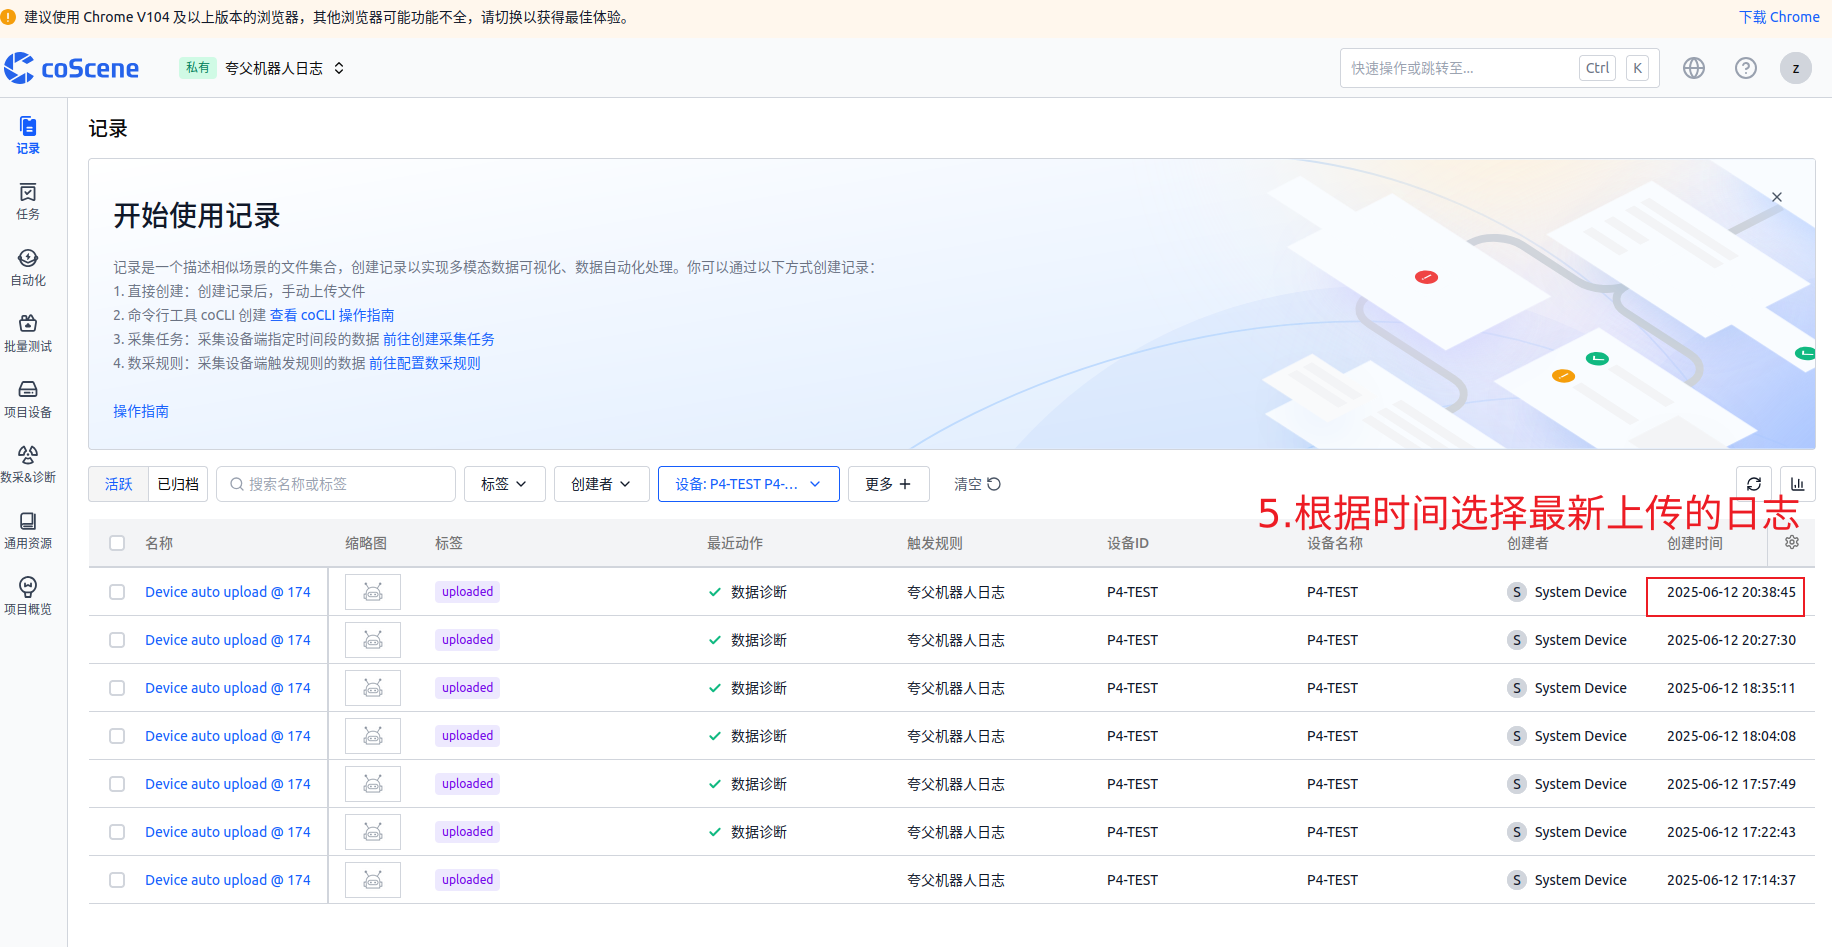 建议使用 Chrome V104 及以上版本的浏览器，其他浏览器可能功能不全，请切换以获得最佳体验。 下载 Chrome
coScene 私有 夸父机器人日志 快速操作或跳转至... Ctrl K z
记录
任务
自动化
批量测试
项目设备
数采&诊断
通用资源
项目概览
记录
开始使用记录
记录是一个描述相似场景的文件集合，创建记录以实现多模态数据可视化、数据自动化处理。你可以通过以下方式创建记录：
1. 直接创建：创建记录后，手动上传文件
2. 命令行工具 coCLI 创建 查看 coCLI 操作指南
3. 采集任务：采集设备端指定时间段的数据 前往创建采集任务
4. 数采规则：采集设备端触发规则的数据 前往配置数采规则
操作指南
活跃 已归档 搜索名称或标签 标签 创建者 设备: P4-TEST P4-... 更多 清空
5.根据时间选择最新上传的日志
名称 缩略图 标签 最近动作 触发规则 设备ID 设备名称 创建者 创建时间
Device auto upload @ 174 uploaded 数据诊断 夸父机器人日志 P4-TEST P4-TEST S System Device 2025-06-12 20:38:45
Device auto upload @ 174 uploaded 数据诊断 夸父机器人日志 P4-TEST P4-TEST S System Device 2025-06-12 20:27:30
Device auto upload @ 174 uploaded 数据诊断 夸父机器人日志 P4-TEST P4-TEST S System Device 2025-06-12 18:35:11
Device auto upload @ 174 uploaded 数据诊断 夸父机器人日志 P4-TEST P4-TEST S System Device 2025-06-12 18:04:08
Device auto upload @ 174 uploaded 数据诊断 夸父机器人日志 P4-TEST P4-TEST S System Device 2025-06-12 17:57:49
Device auto upload @ 174 uploaded 数据诊断 夸父机器人日志 P4-TEST P4-TEST S System Device 2025-06-12 17:22:43
Device auto upload @ 174 uploaded 夸父机器人日志 P4-TEST P4-TEST S System Device 2025-06-12 17:14:37